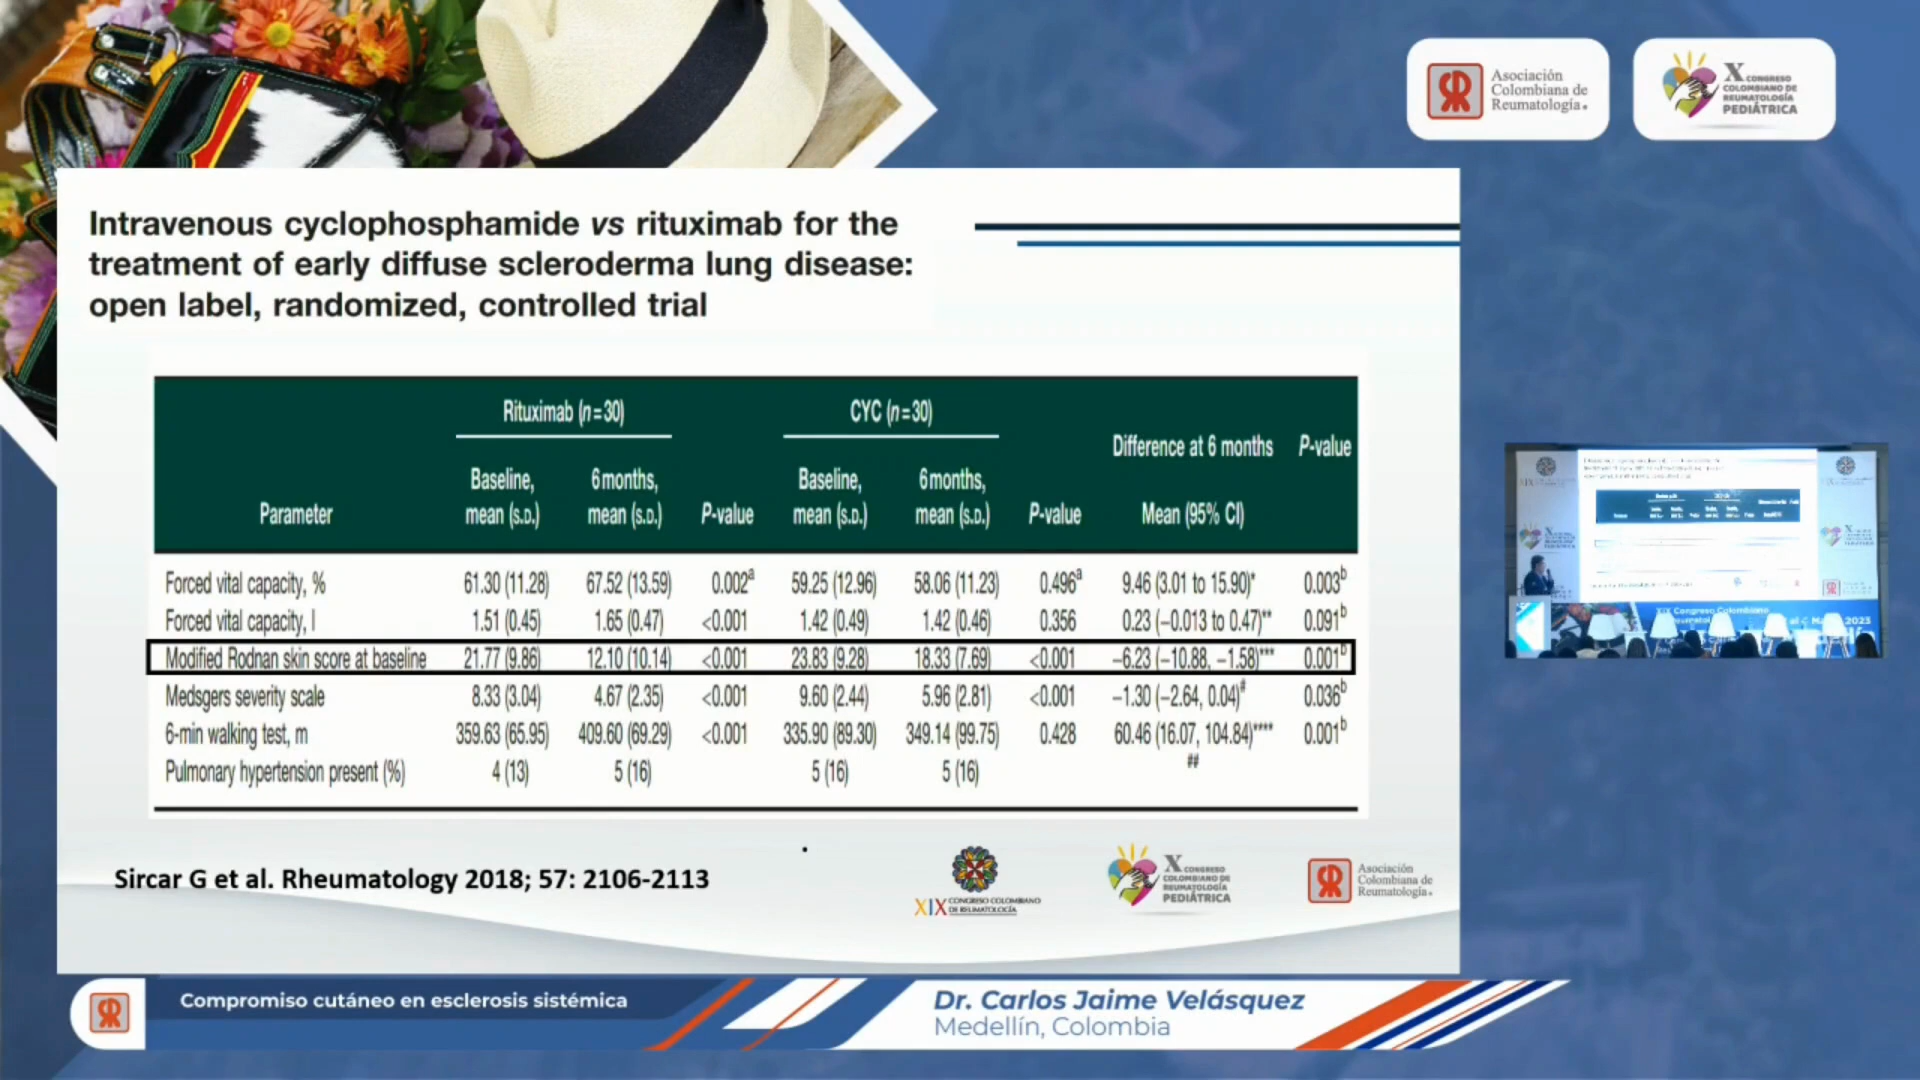 Asociación
Colombiana de
Reumatología.
X CONGRESO
COLOMBIANO DE
REUMATOLOGÍA
PEDIÁTRICA
Intravenous cyclophosphamide vs rituximab for the
treatment of early diffuse scleroderma lung disease:
open label, randomized, controlled trial
Rituximab (n=30) CYC (n=30)
Difference at 6 months P-value
Baseline, 6months, Baseline, 6months,
Parameter mean (S.D.) mean (S.D.) P-value mean (S.D.) mean (S.D.) P-value Mean (95% CI)
Forced vital capacity, % 61.30 (11.28) 67.52 (13.59) 0.002a 59.25 (12.96) 58.06 (11.23) 0.496a 9.46 (3.01 to 15.90)* 0.003b
Forced vital capacity, l 1.51 (0.45) 1.65 (0.47) <0.001 1.42 (0.49) 1.42 (0.46) 0.356 0.23 (−0.013 to 0.47)** 0.091b
Modified Rodnan skin score at baseline 21.77 (9.86) 12.10 (10.14) <0.001 23.83 (9.28) 18.33 (7.69) <0.001 −6.23 (−10.88, −1.58)*** 0.001b
Medsgers severity scale 8.33 (3.04) 4.67 (2.35) <0.001 9.60 (2.44) 5.96 (2.81) <0.001 −1.30 (−2.64, 0.04)# 0.036b
6-min walking test, m 359.63 (65.95) 409.60 (69.29) <0.001 335.90 (89.30) 349.14 (99.75) 0.428 60.46 (16.07, 104.84)**** 0.001b
Pulmonary hypertension present (%) 4 (13) 5 (16) 5 (16) 5 (16) ##
Sircar G et al. Rheumatology 2018; 57: 2106-2113
XIX CONGRESO COLOMBIANO
DE REUMATOLOGÍA
X CONGRESO
COLOMBIANO DE
REUMATOLOGÍA
PEDIÁTRICA
Asociación
Colombiana de
Reumatología.
XIX Congreso Colombiano
Compromiso cutáneo en esclerosis sistémica
Dr. Carlos Jaime Velásquez
Medellín, Colombia